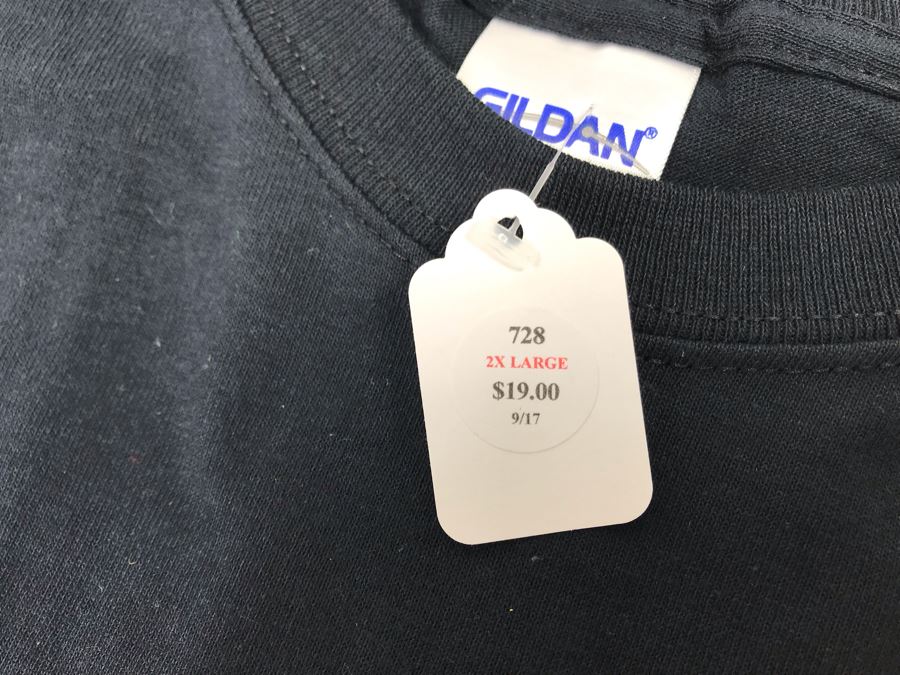 GILDAN®
728
2X LARGE
$19.00
9/17